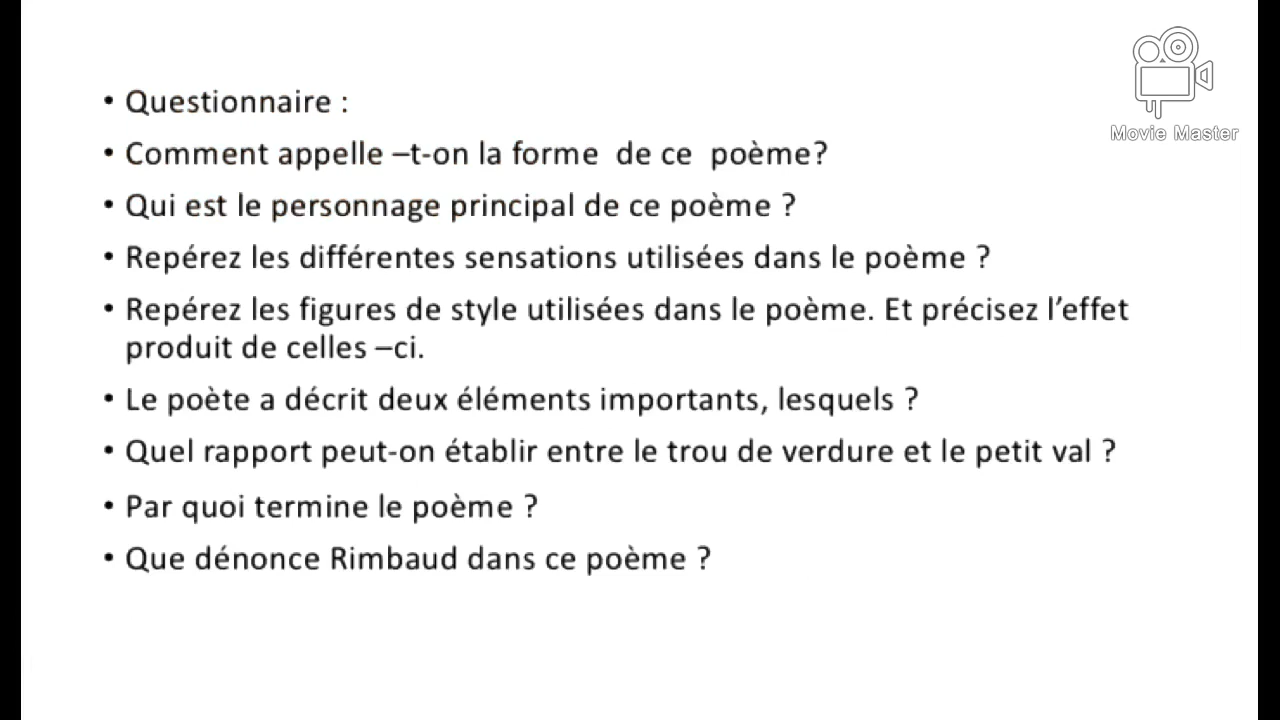 Movie Master
• Questionnaire :
• Comment appelle –t-on la forme  de ce  poème?
• Qui est le personnage principal de ce poème ?
• Repérez les différentes sensations utilisées dans le poème ?
• Repérez les figures de style utilisées dans le poème. Et précisez l’effet
produit de celles –ci.
• Le poète a décrit deux éléments importants, lesquels ?
• Quel rapport peut-on établir entre le trou de verdure et le petit val ?
• Par quoi termine le poème ?
• Que dénonce Rimbaud dans ce poème ?